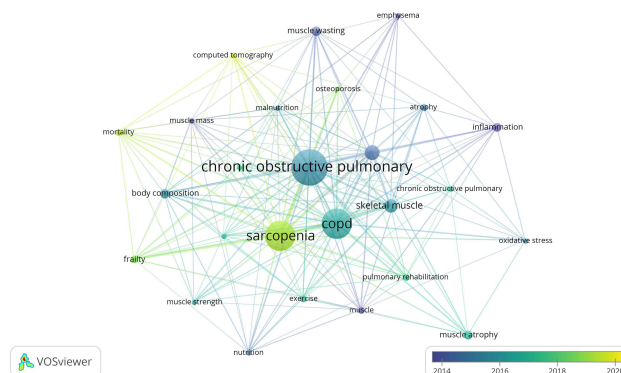 emphysema
muscle wasting
computed tomography
osteoporosis
malnutrition
atrophy
muscle mass
inflammation
mortality
chronic obstructive pulmonary
chronic obstructive pulmonary
body composition
skeletal muscle
copd
sarcopenia
oxidative stress
frailty
pulmonary rehabilitation
muscle strength
exercise
muscle
muscle atrophy
nutrition
VOSviewer
2014 2016 2018